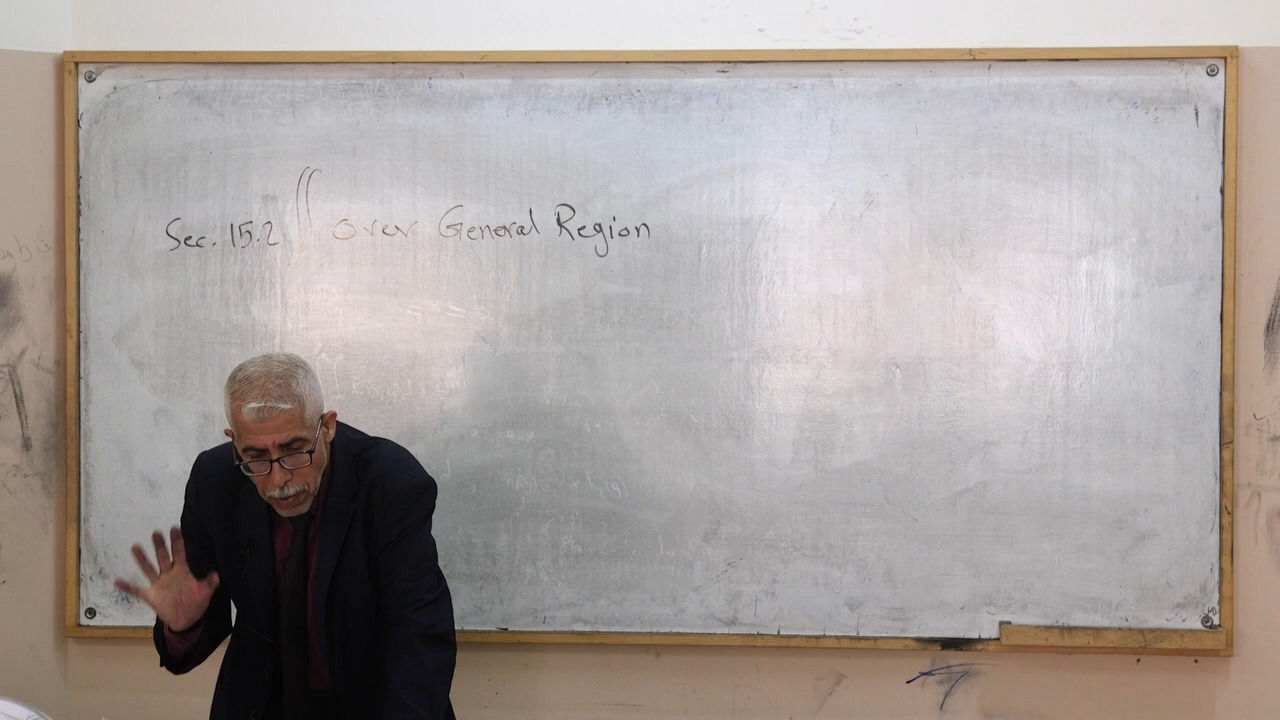 Sec. 15.2 ∬ over General Region